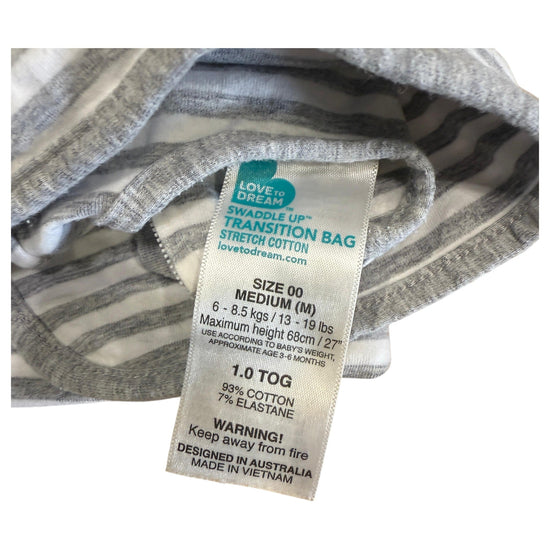 LOVE TO
DREAM™
SWADDLE UP™
TRANSITION BAG
STRETCH COTTON
lovetodream.com
SIZE 00
MEDIUM (M)
6 - 8.5 kgs / 13 - 19 lbs
Maximum height 68cm / 27"
USE ACCORDING TO BABY'S WEIGHT,
APPROXIMATE AGE 3-6 MONTHS
1.0 TOG
93% COTTON
7% ELASTANE
WARNING!
Keep away from fire
DESIGNED IN AUSTRALIA
MADE IN VIETNAM